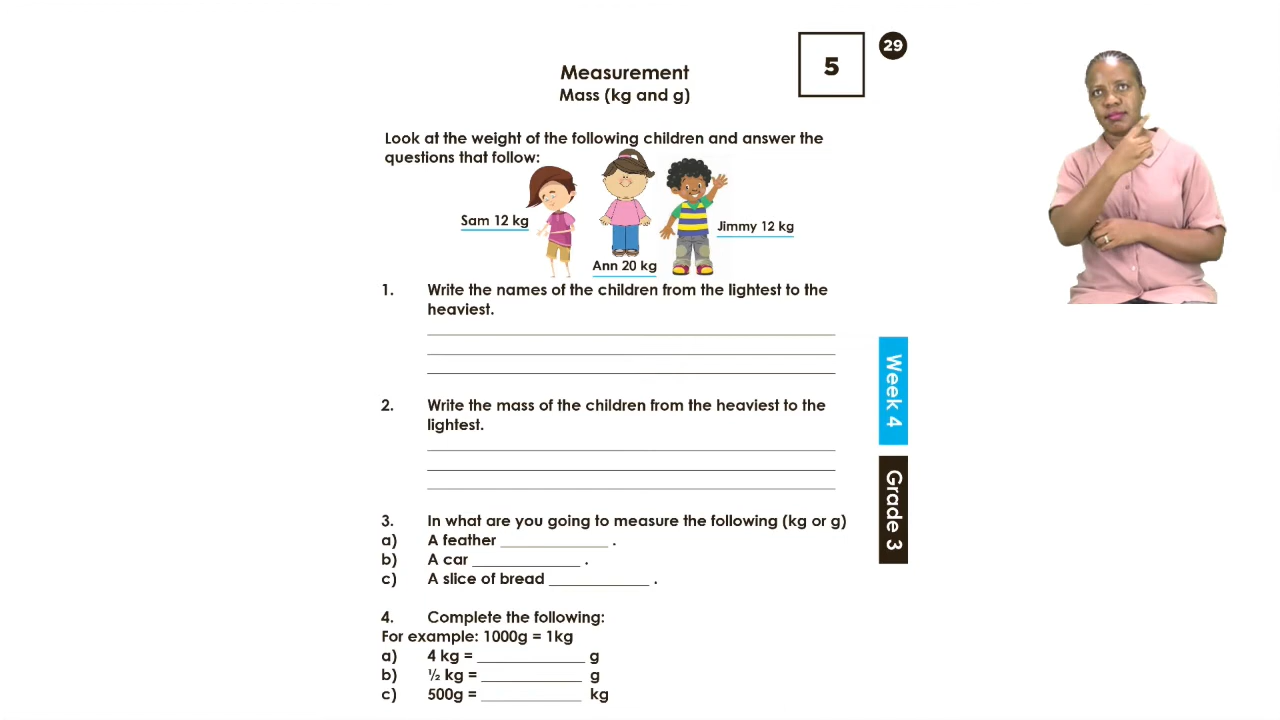 5
29
Measurement
Mass (kg and g)
Look at the weight of the following children and answer the
questions that follow:
Sam 12 kg
Jimmy 12 kg
Ann 20 kg
1. Write the names of the children from the lightest to the
heaviest.
2. Write the mass of the children from the heaviest to the
lightest.
3. In what are you going to measure the following (kg or g)
a) A feather ____________ .
b) A car ____________ .
c) A slice of bread ___________ .
4. Complete the following:
For example: 1000g = 1kg
a) 4 kg = ____________ g
b) ½ kg = ___________ g
c) 500g = ___________ kg
Week 4
Grade 3